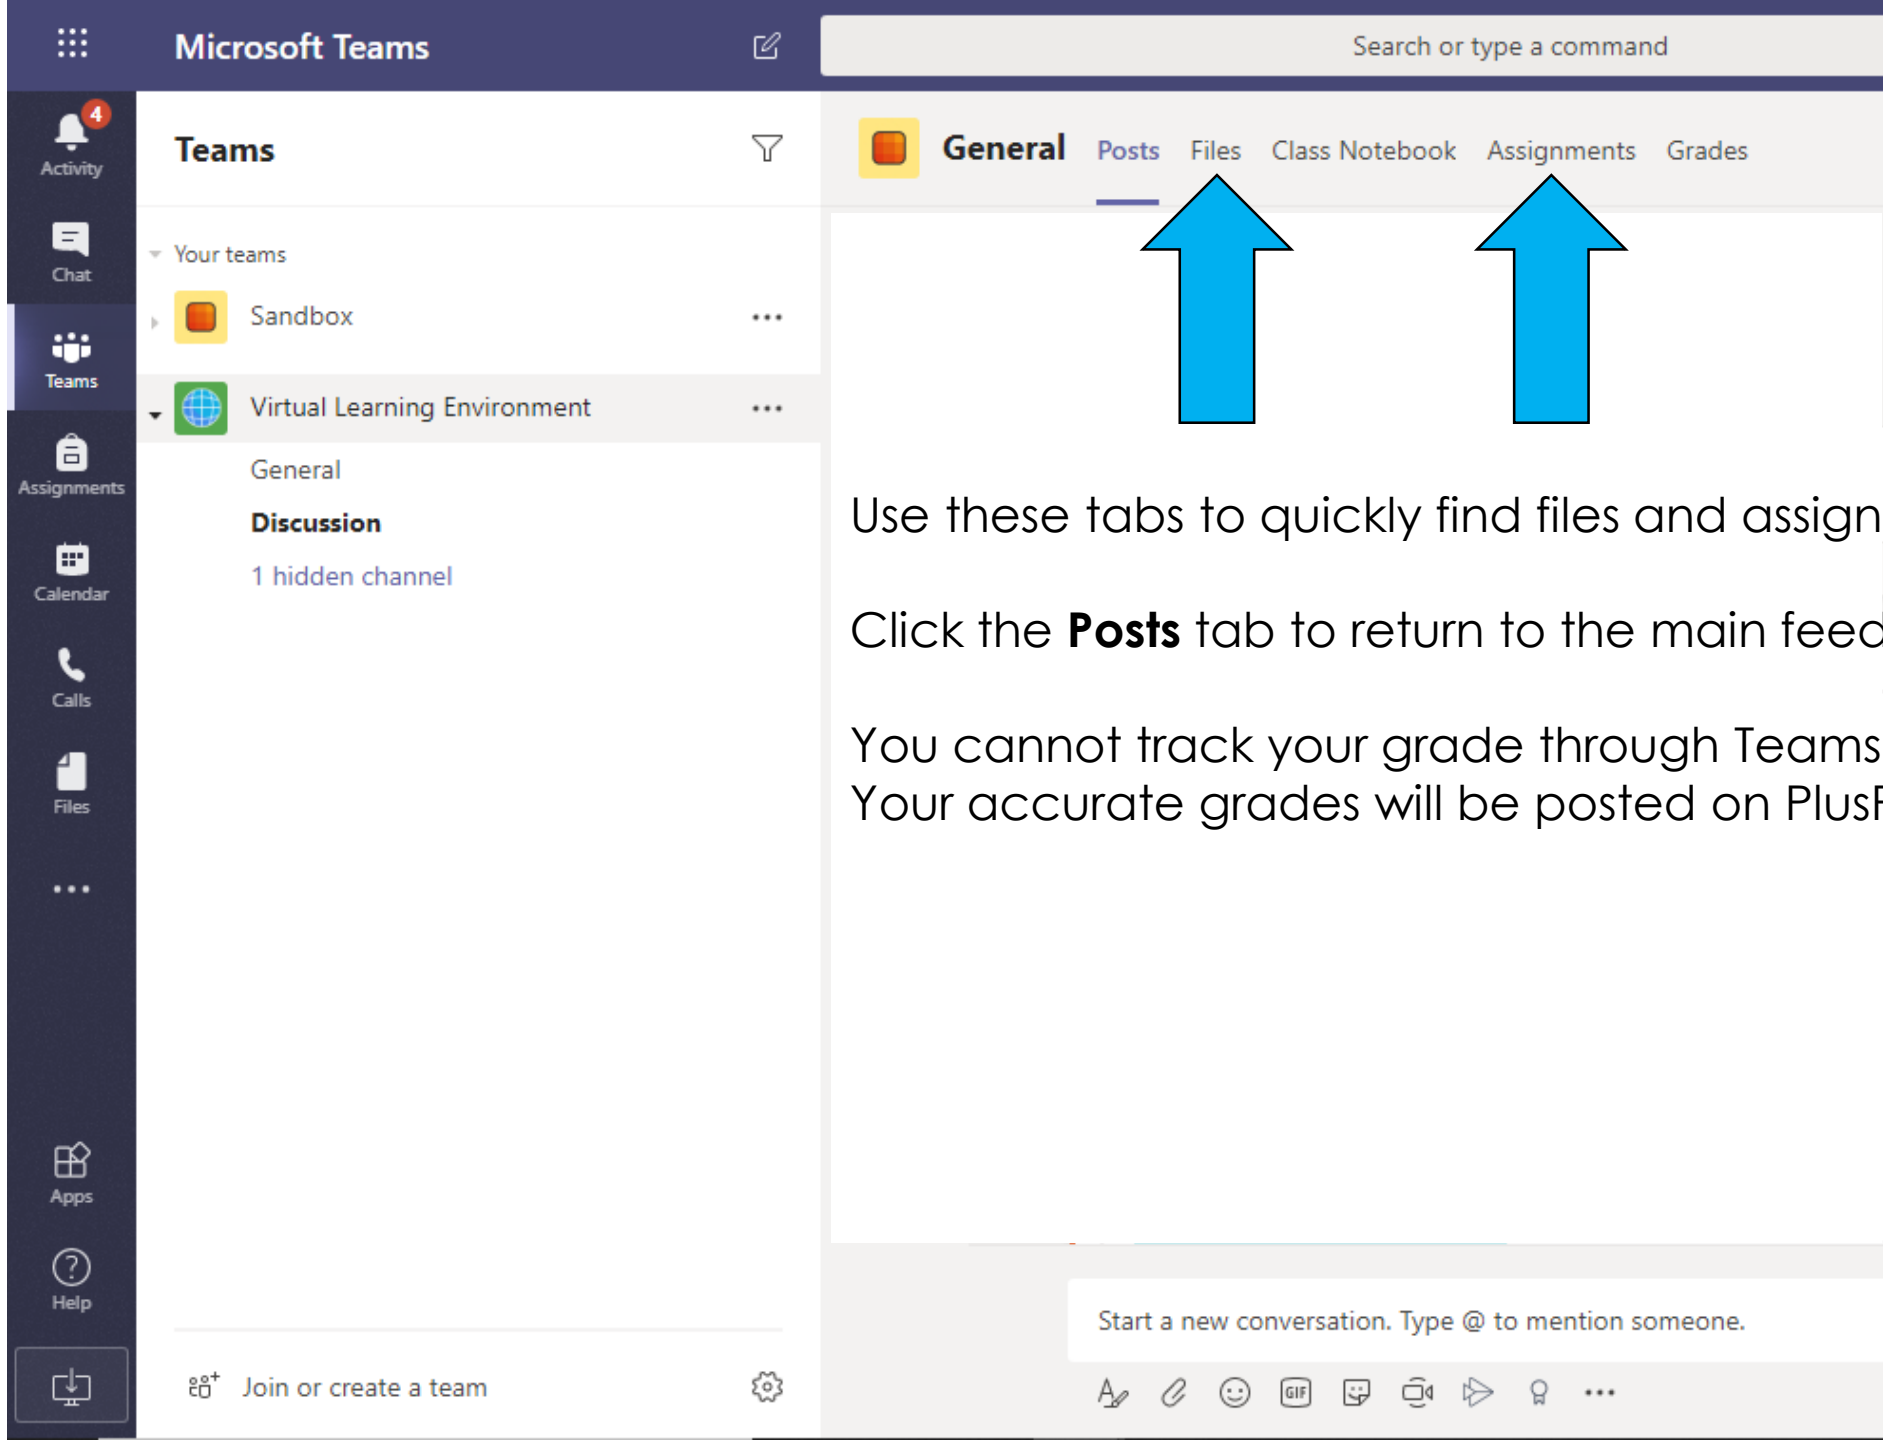 Microsoft Teams
Search or type a command
4
Activity
Chat
Teams
Assignments
Calendar
Calls
Files
Apps
Help
Teams
Your teams
Sandbox
Virtual Learning Environment
General
Discussion
1 hidden channel
Join or create a team
General Posts Files Class Notebook Assignments Grades
Use these tabs to quickly find files and assign
Click the Posts tab to return to the main feed
You cannot track your grade through Teams
Your accurate grades will be posted on Plus
Start a new conversation. Type @ to mention someone.
GIF